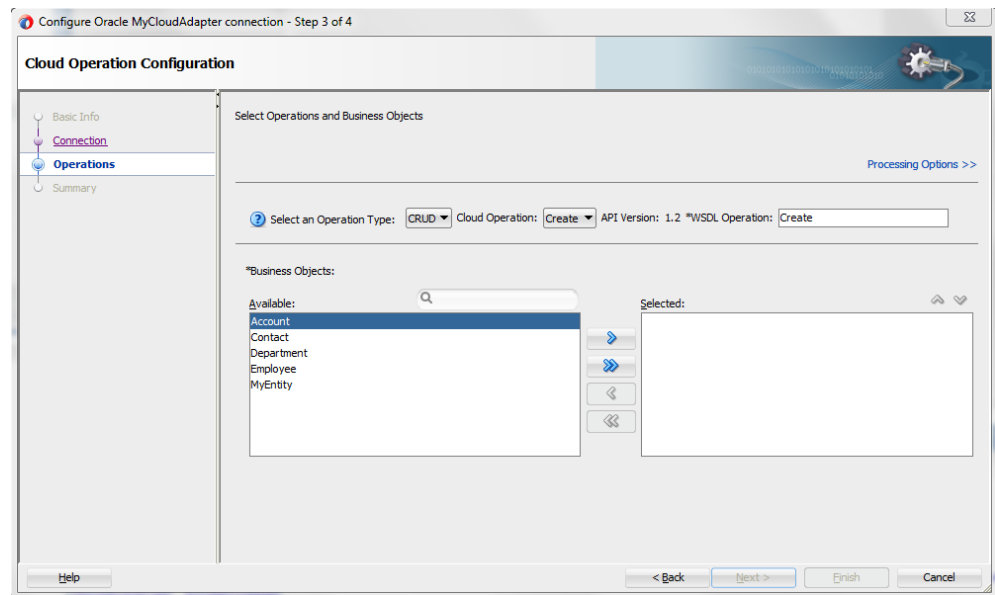 Configure Oracle MyCloudAdapter connection - Step 3 of 4
Cloud Operation Configuration
Basic Info
Connection
Operations
Summary
Select Operations and Business Objects
Processing Options >>
Select an Operation Type: CRUD Cloud Operation: Create API Version: 1.2 *WSDL Operation: Create
*Business Objects:
Available:
Selected:
Account
Contact
Department
Employee
MyEntity
Help
< Back
Next >
Finish
Cancel